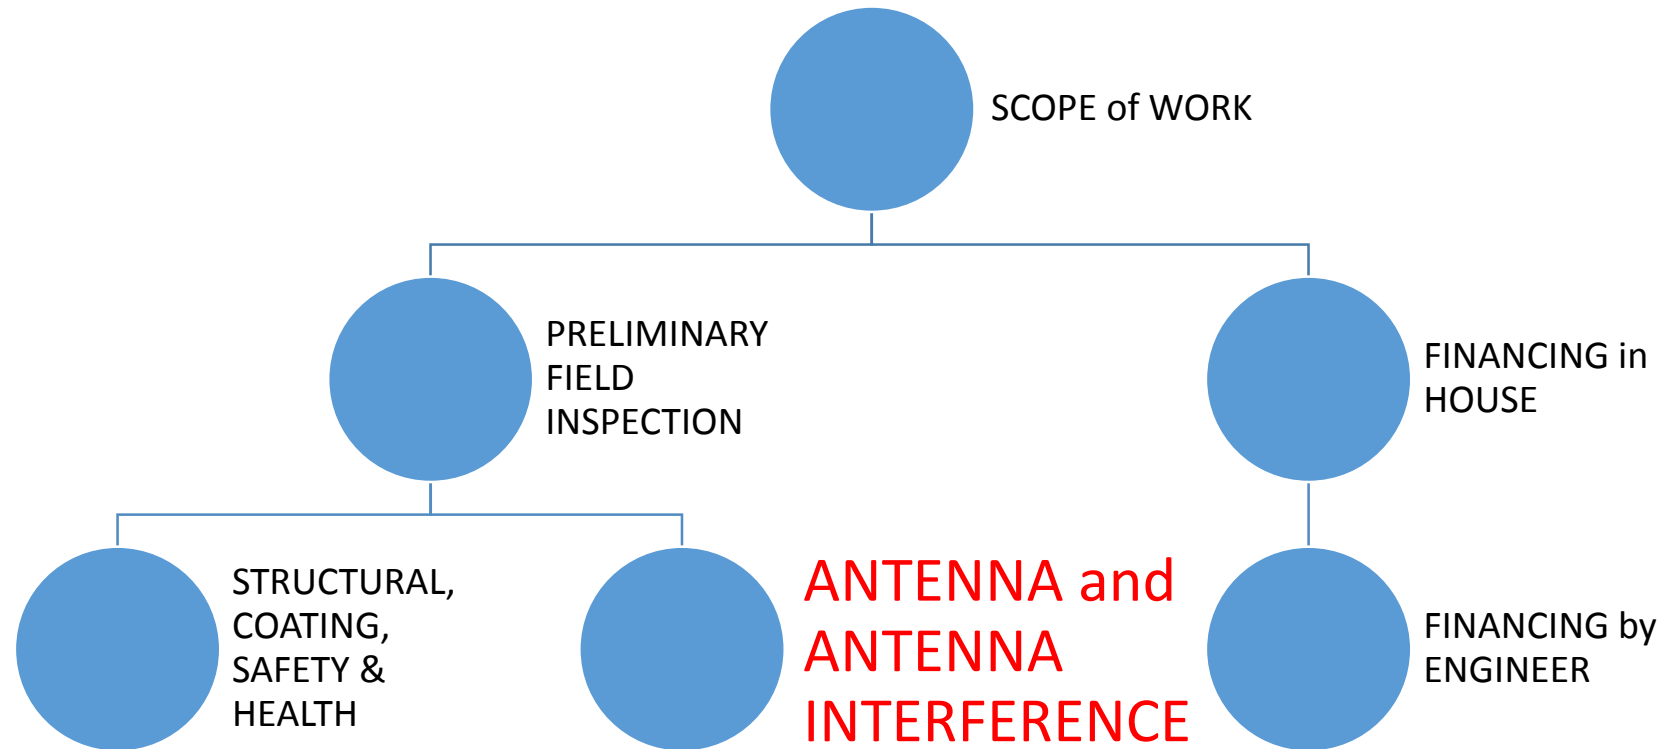 SCOPE of WORK
PRELIMINARY
FIELD
INSPECTION
FINANCING in
HOUSE
STRUCTURAL,
COATING,
SAFETY &
HEALTH
ANTENNA and
ANTENNA
INTERFERENCE
FINANCING by
ENGINEER